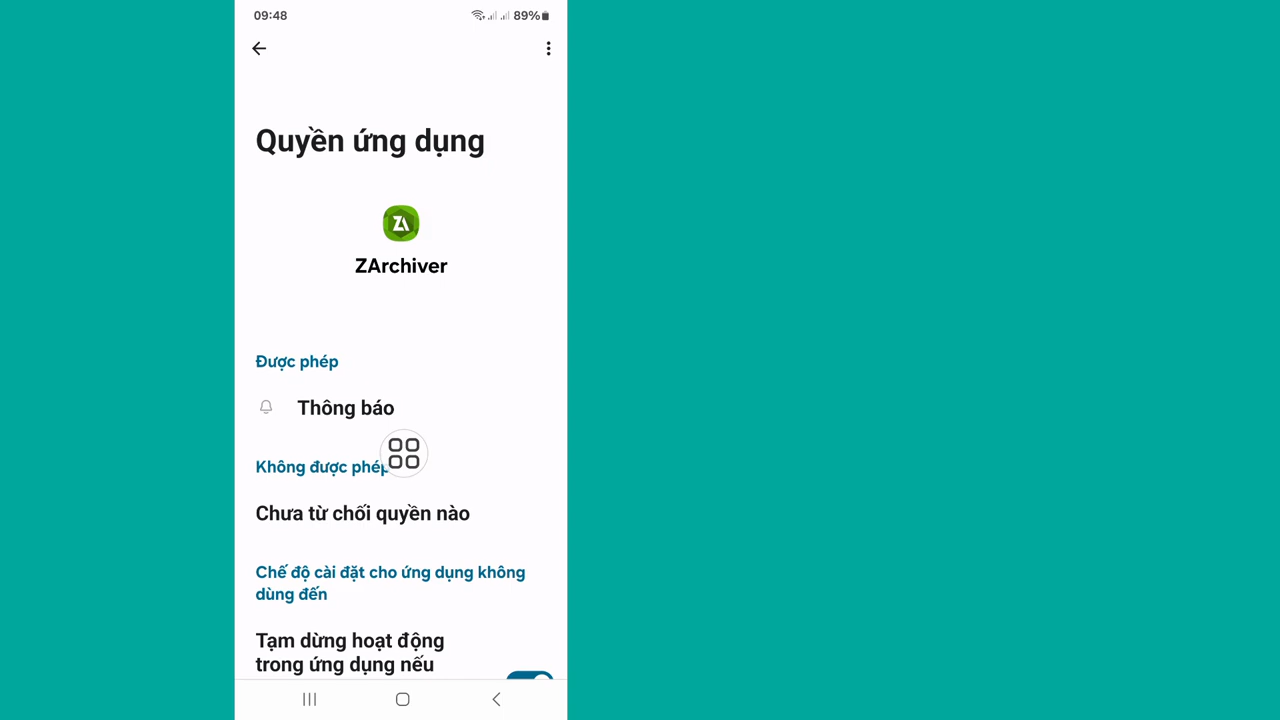 09:48
89%
Quyền ứng dụng
ZA
ZArchiver
Được phép
Thông báo
Không được phép
Chưa từ chối quyền nào
Chế độ cài đặt cho ứng dụng không
dùng đến
Tạm dừng hoạt động
trong ứng dụng nếu